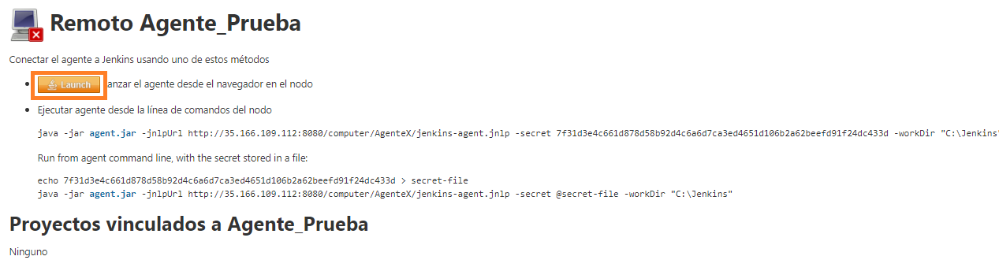 Remoto Agente_Prueba
Conectar el agente a Jenkins usando uno de estos métodos
Launch anzar el agente desde el navegador en el nodo
Ejecutar agente desde la línea de comandos del nodo
java -jar agent.jar -jnlpUrl http://35.166.109.112:8080/computer/AgenteX/jenkins-agent.jnlp -secret 7f31d3e4c661d878d58b92d4c6a6d7ca3ed4651d106b2a62beefd91f24dc433d -workDir "C:\Jenkins"
Run from agent command line, with the secret stored in a file:
echo 7f31d3e4c661d878d58b92d4c6a6d7ca3ed4651d106b2a62beefd91f24dc433d > secret-file
java -jar agent.jar -jnlpUrl http://35.166.109.112:8080/computer/AgenteX/jenkins-agent.jnlp -secret @secret-file -workDir "C:\Jenkins"
Proyectos vinculados a Agente_Prueba
Ninguno